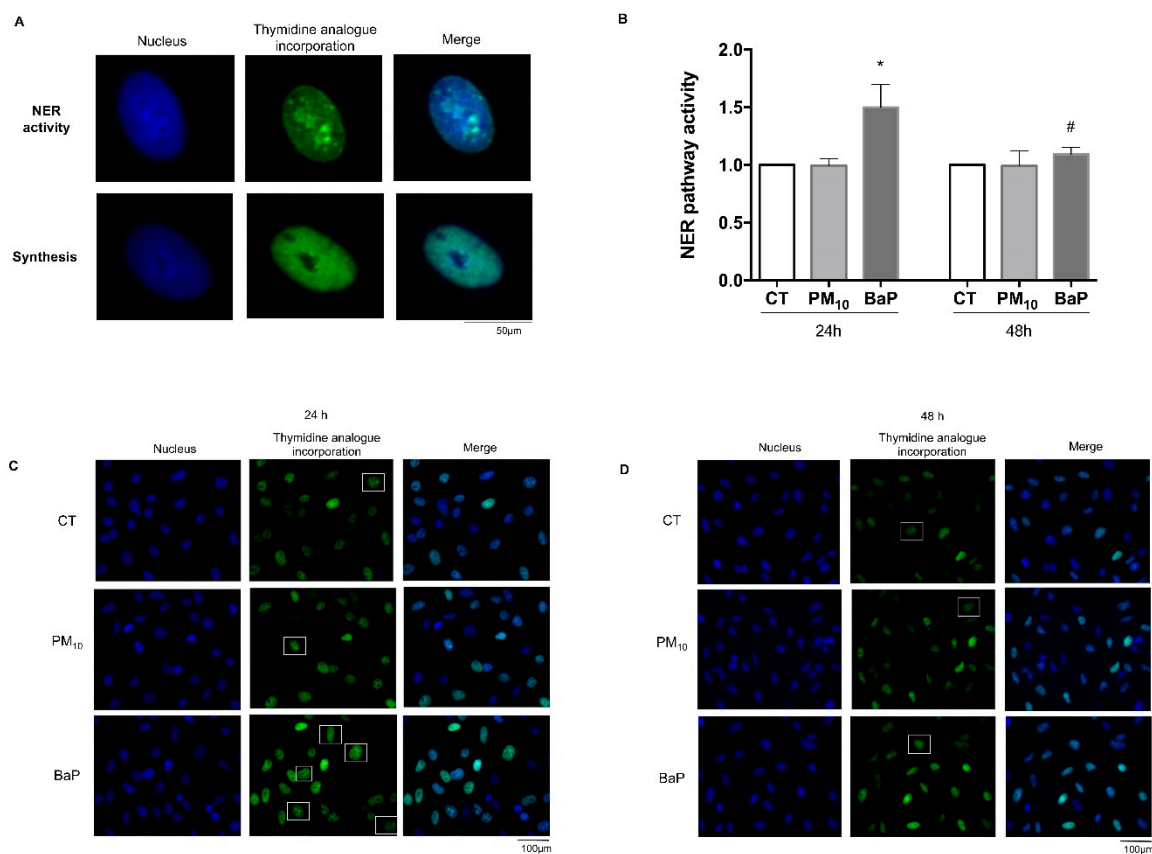 A
Nucleus
Thymidine analogue
incorporation
Merge
NER
activity
Synthesis
50µm
B
NER pathway activity
2.0
1.5
1.0
0.5
0.0
*
#
CT PM10 BaP CT PM10 BaP
24h 48h
C
24 h
Nucleus
Thymidine analogue
incorporation
Merge
CT
PM10
BaP
100µm
D
48 h
Nucleus
Thymidine analogue
incorporation
Merge
CT
PM10
BaP
100µm